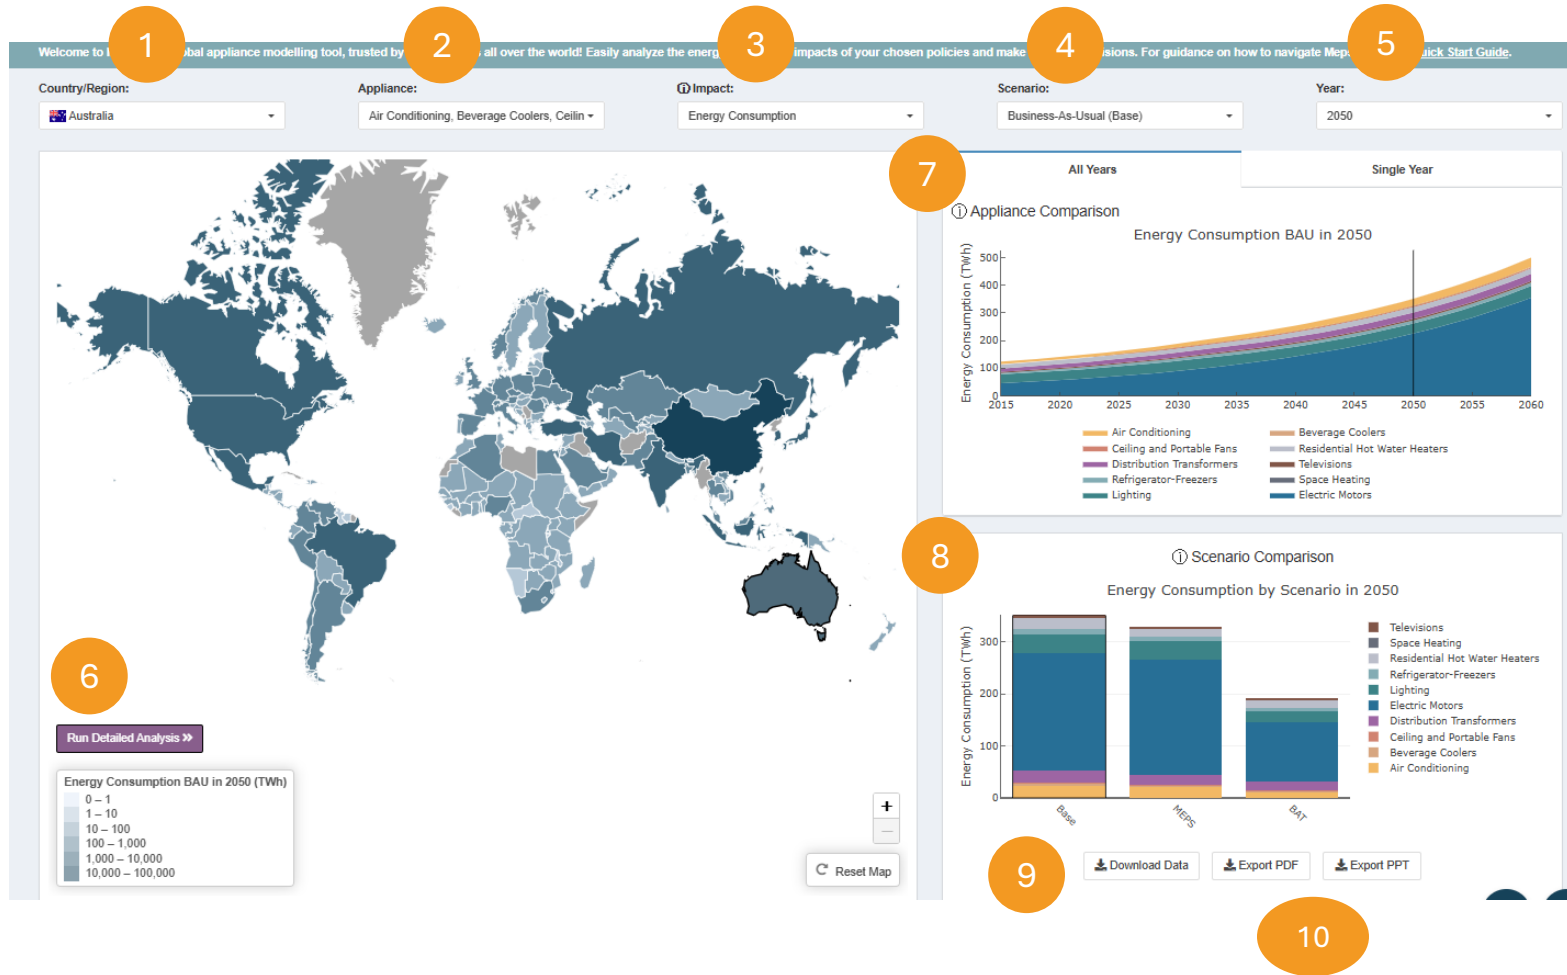 1
2
3
4
5
Welcome to obal appliance modelling tool, trusted by all over the world! Easily analyze the energ impacts of your chosen policies and make sions. For guidance on how to navigate Mep uick Start Guide.
Country/Region:
Appliance:
Impact:
Scenario:
Year:
Australia
Air Conditioning, Beverage Coolers, Ceilin
Energy Consumption
Business-As-Usual (Base)
2050
7
All Years
Single Year
Appliance Comparison
Energy Consumption BAU in 2050
Energy Consumption (TWh)
500
400
300
200
100
0
2015 2020 2025 2030 2035 2040 2045 2050 2055 2060
Air Conditioning
Beverage Coolers
Ceiling and Portable Fans
Residential Hot Water Heaters
Distribution Transformers
Televisions
Refrigerator-Freezers
Space Heating
Lighting
Electric Motors
8
Scenario Comparison
Energy Consumption by Scenario in 2050
Energy Consumption (TWh)
300
200
100
0
Base
MEPS
BAT
Televisions
Space Heating
Residential Hot Water Heaters
Refrigerator-Freezers
Lighting
Electric Motors
Distribution Transformers
Ceiling and Portable Fans
Beverage Coolers
Air Conditioning
6
Run Detailed Analysis »
Energy Consumption BAU in 2050 (TWh)
0 – 1
1 – 10
10 – 100
100 – 1,000
1,000 – 10,000
10,000 – 100,000
+
–
Reset Map
9
Download Data
Export PDF
Export PPT
10